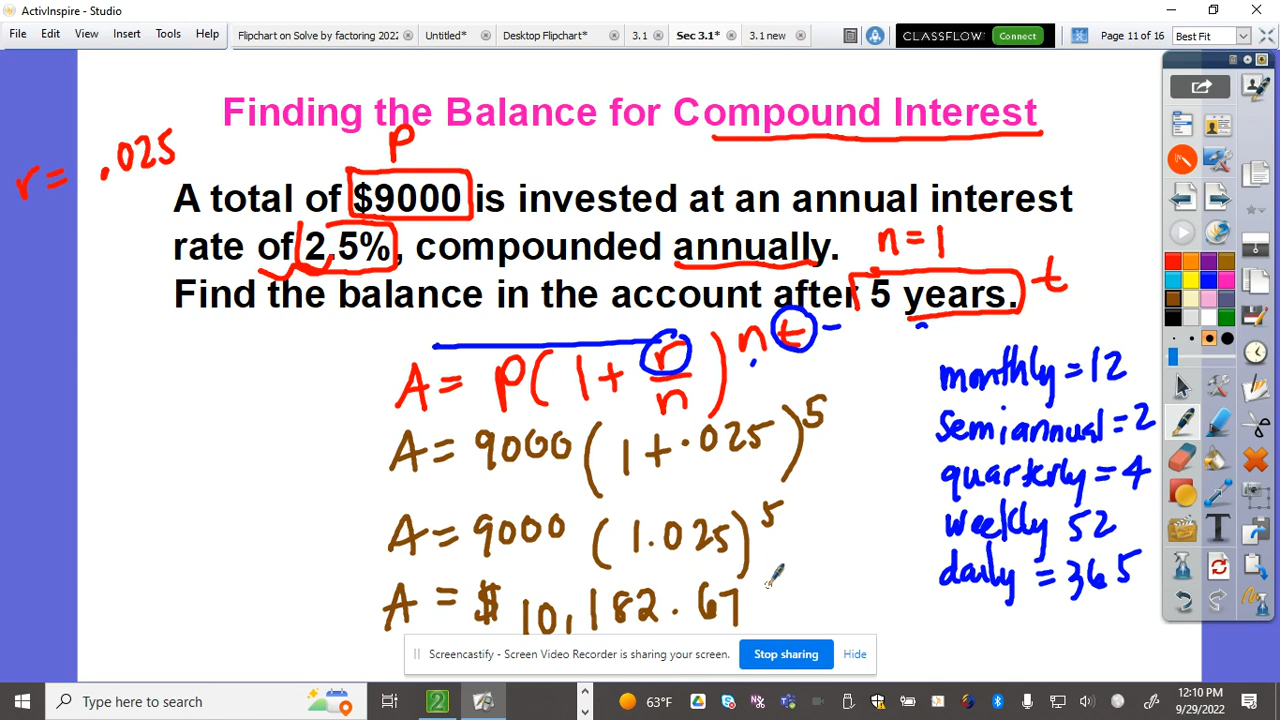 ActivInspire - Studio
File Edit View Insert Tools Help
Flipchart on Solve by factoring 2022 Untitled* Desktop Flipchart* 3.1 Sec 3.1* 3.1 new
CLASSFLOW Connect
Page 11 of 16 Best Fit
Finding the Balance for Compound Interest
P
r = .025
A total of $9000 is invested at an annual interest
rate of 2.5%, compounded annually.
n = 1
Find the balance in the account after 5 years.
t
A = P(1 + r/n)^nt
A = 9000 (1 + .025)^5
A = 9000 (1.025)^5
A = $ 10,182.67
monthly = 12
semiannual = 2
quarterly = 4
weekly 52
daily = 365
Screencastify - Screen Video Recorder is sharing your screen. Stop sharing Hide
Type here to search
63°F
12:10 PM
9/29/2022